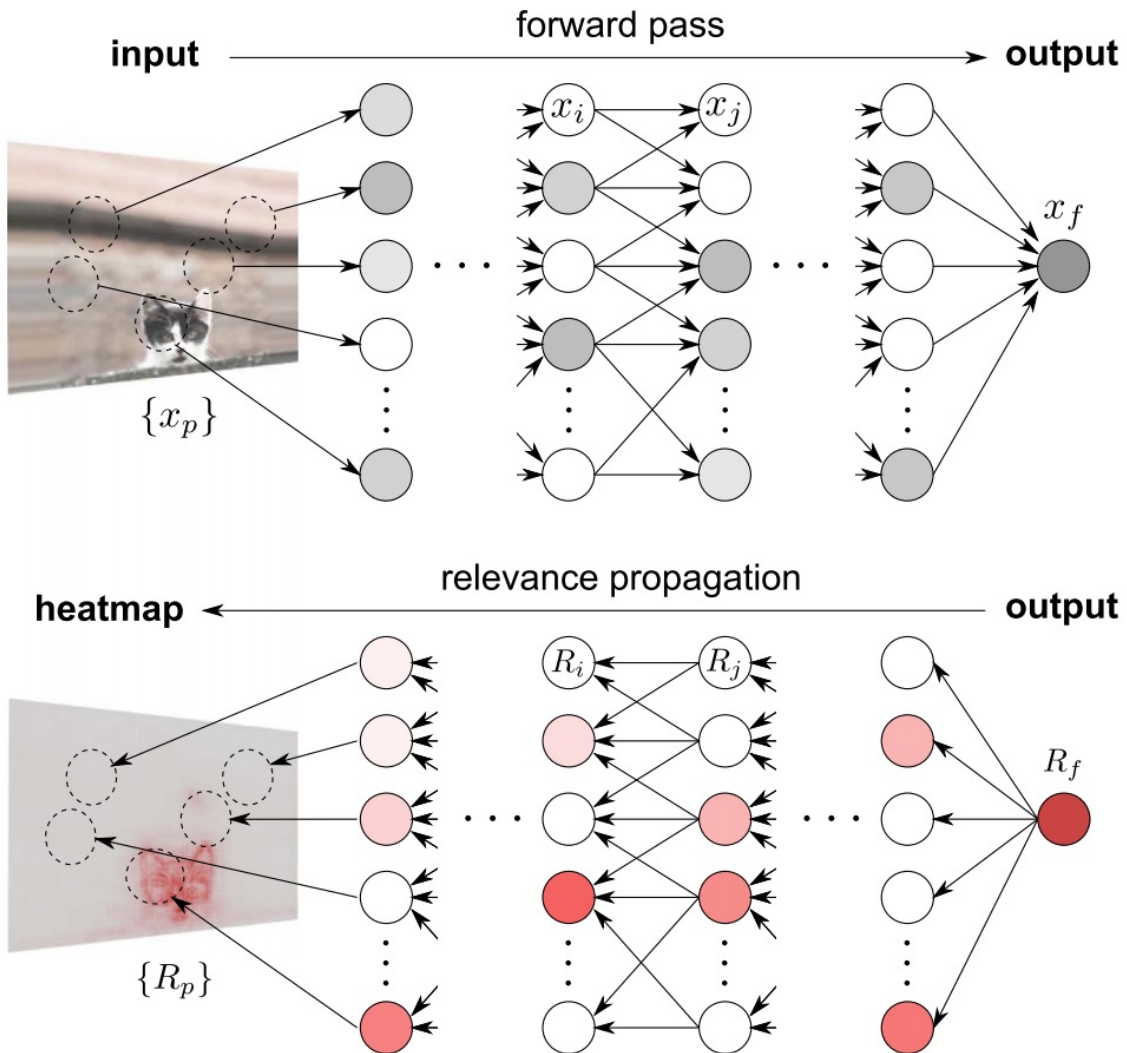 forward pass
input output
x_i x_j
x_f
. . . . . .
{x_p}
relevance propagation
heatmap output
R_i R_j
R_f
. . . . . .
{R_p}